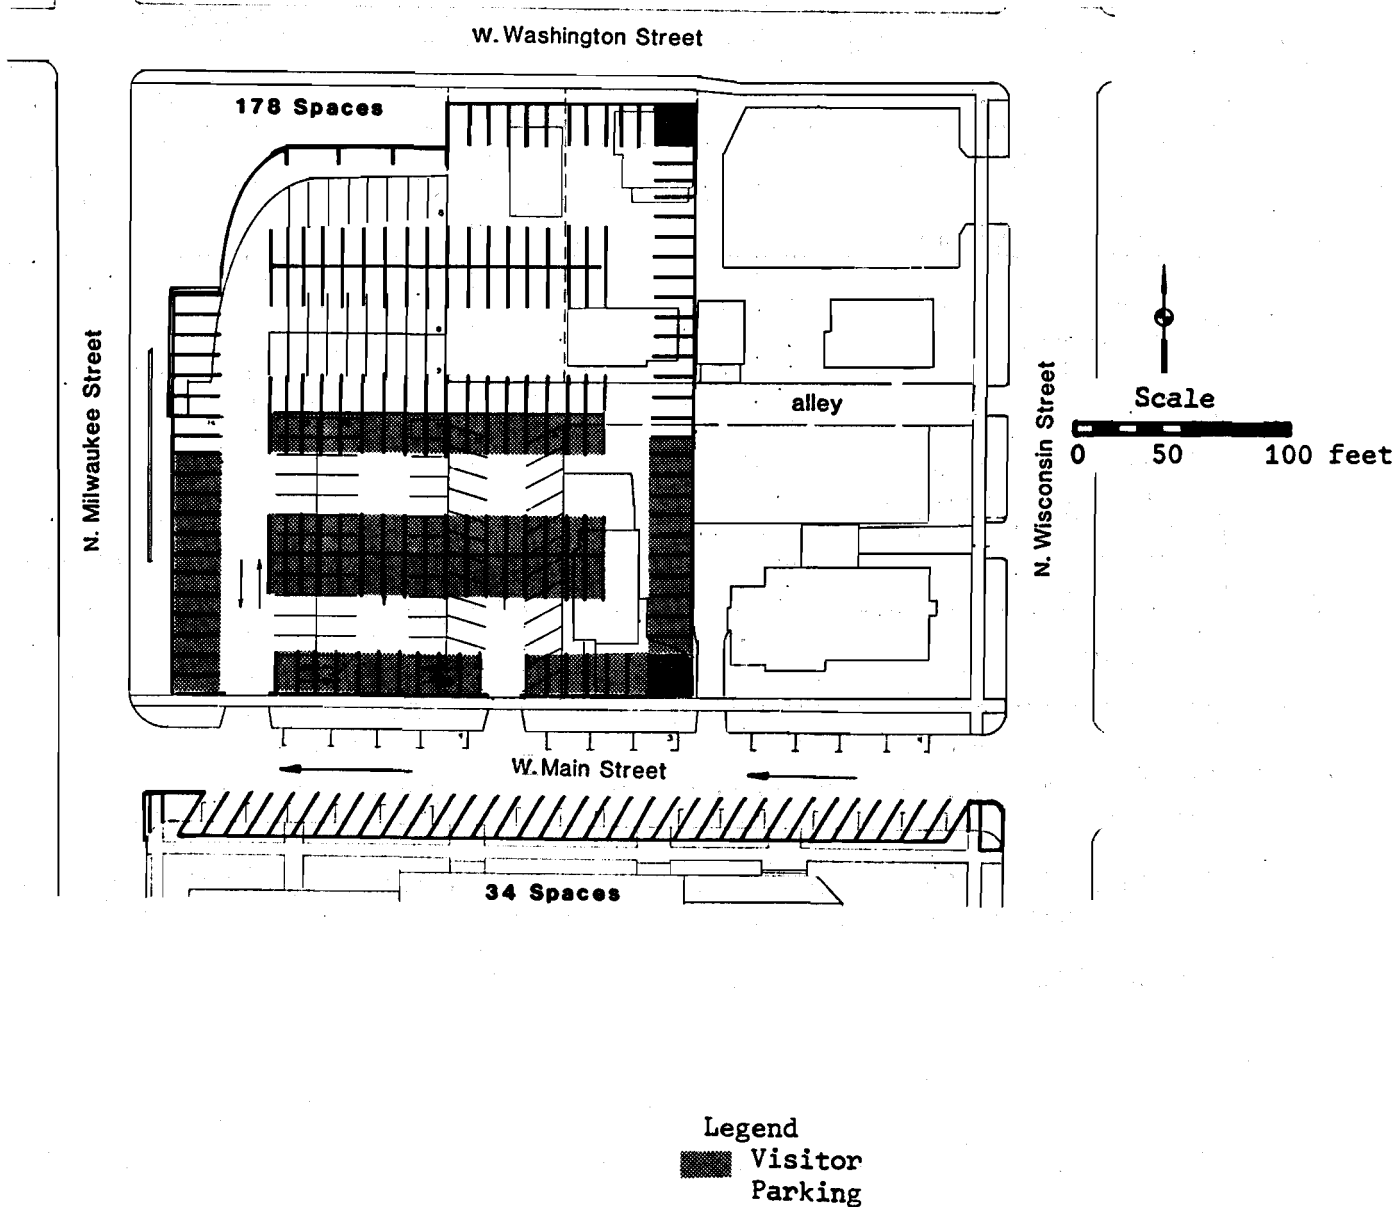 W. Washington Street
178 Spaces
N. Milwaukee Street
alley
N. Wisconsin Street
Scale
0 50 100 feet
W. Main Street
34 Spaces
Legend
Visitor
Parking